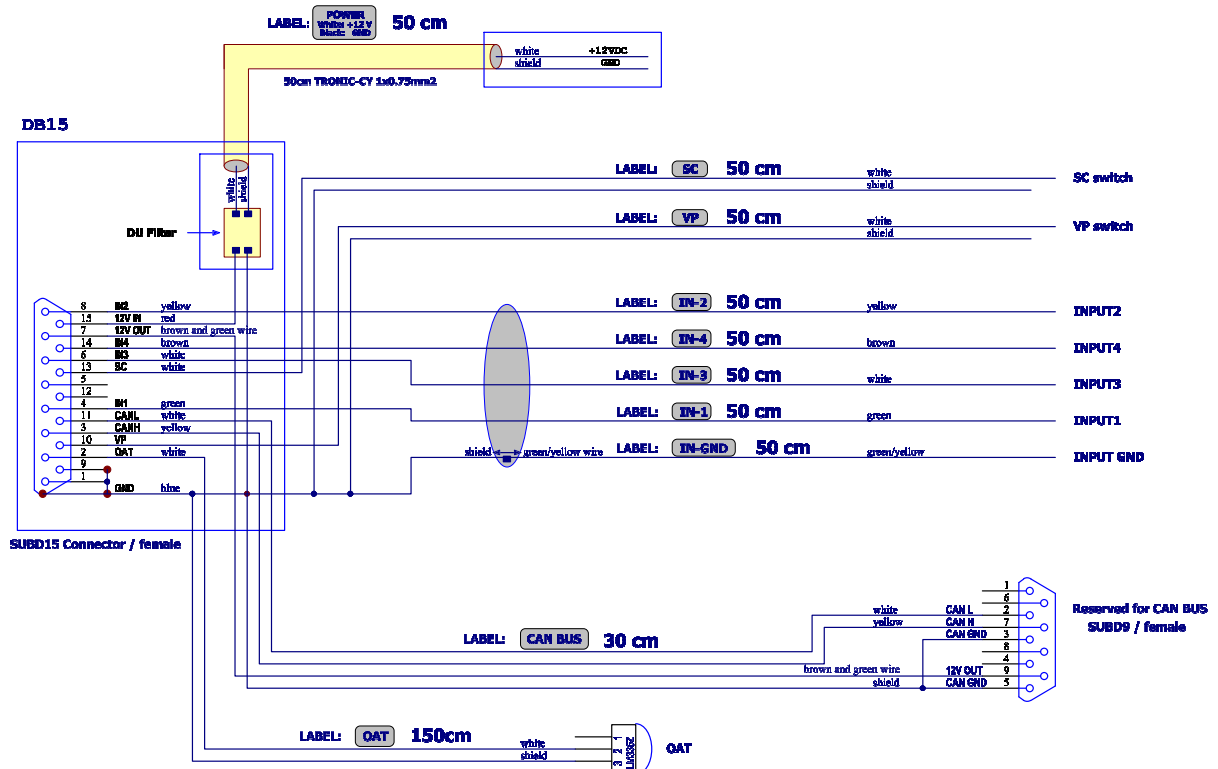 LABEL: POWER 50 cm
White: +12 V
Black: GND
white +12VDC
shield GND
50cm TRONIC-CY 1x0.75mm2
DB15
white
shield
DU Filter
LABEL: SC 50 cm white SC switch
shield
LABEL: VP 50 cm white VP switch
shield
8 IN2 yellow
15 12V IN red
7 12V OUT brown and green wire
14 IN4 brown
6 IN3 white
13 SC white
5
12
4 IN1 green
11 CANL white
3 CANH yellow
10 VP
2 OAT white
9
1
GND blue
LABEL: IN-2 50 cm yellow INPUT2
LABEL: IN-4 50 cm brown INPUT4
LABEL: IN-3 50 cm white INPUT3
LABEL: IN-1 50 cm green INPUT1
shield green/yellow wire LABEL: IN-GND 50 cm green/yellow INPUT GND
SUBD15 Connector / female
1
6
white CAN L 2
yellow CAN H 7
CAN GND 3
8
4
brown and green wire 12V OUT 9
shield CAN GND 5
Reserved for CAN BUS
SUBD9 / female
LABEL: CAN BUS 30 cm
LABEL: OAT 150cm
white
shield
1
2
3
OAT